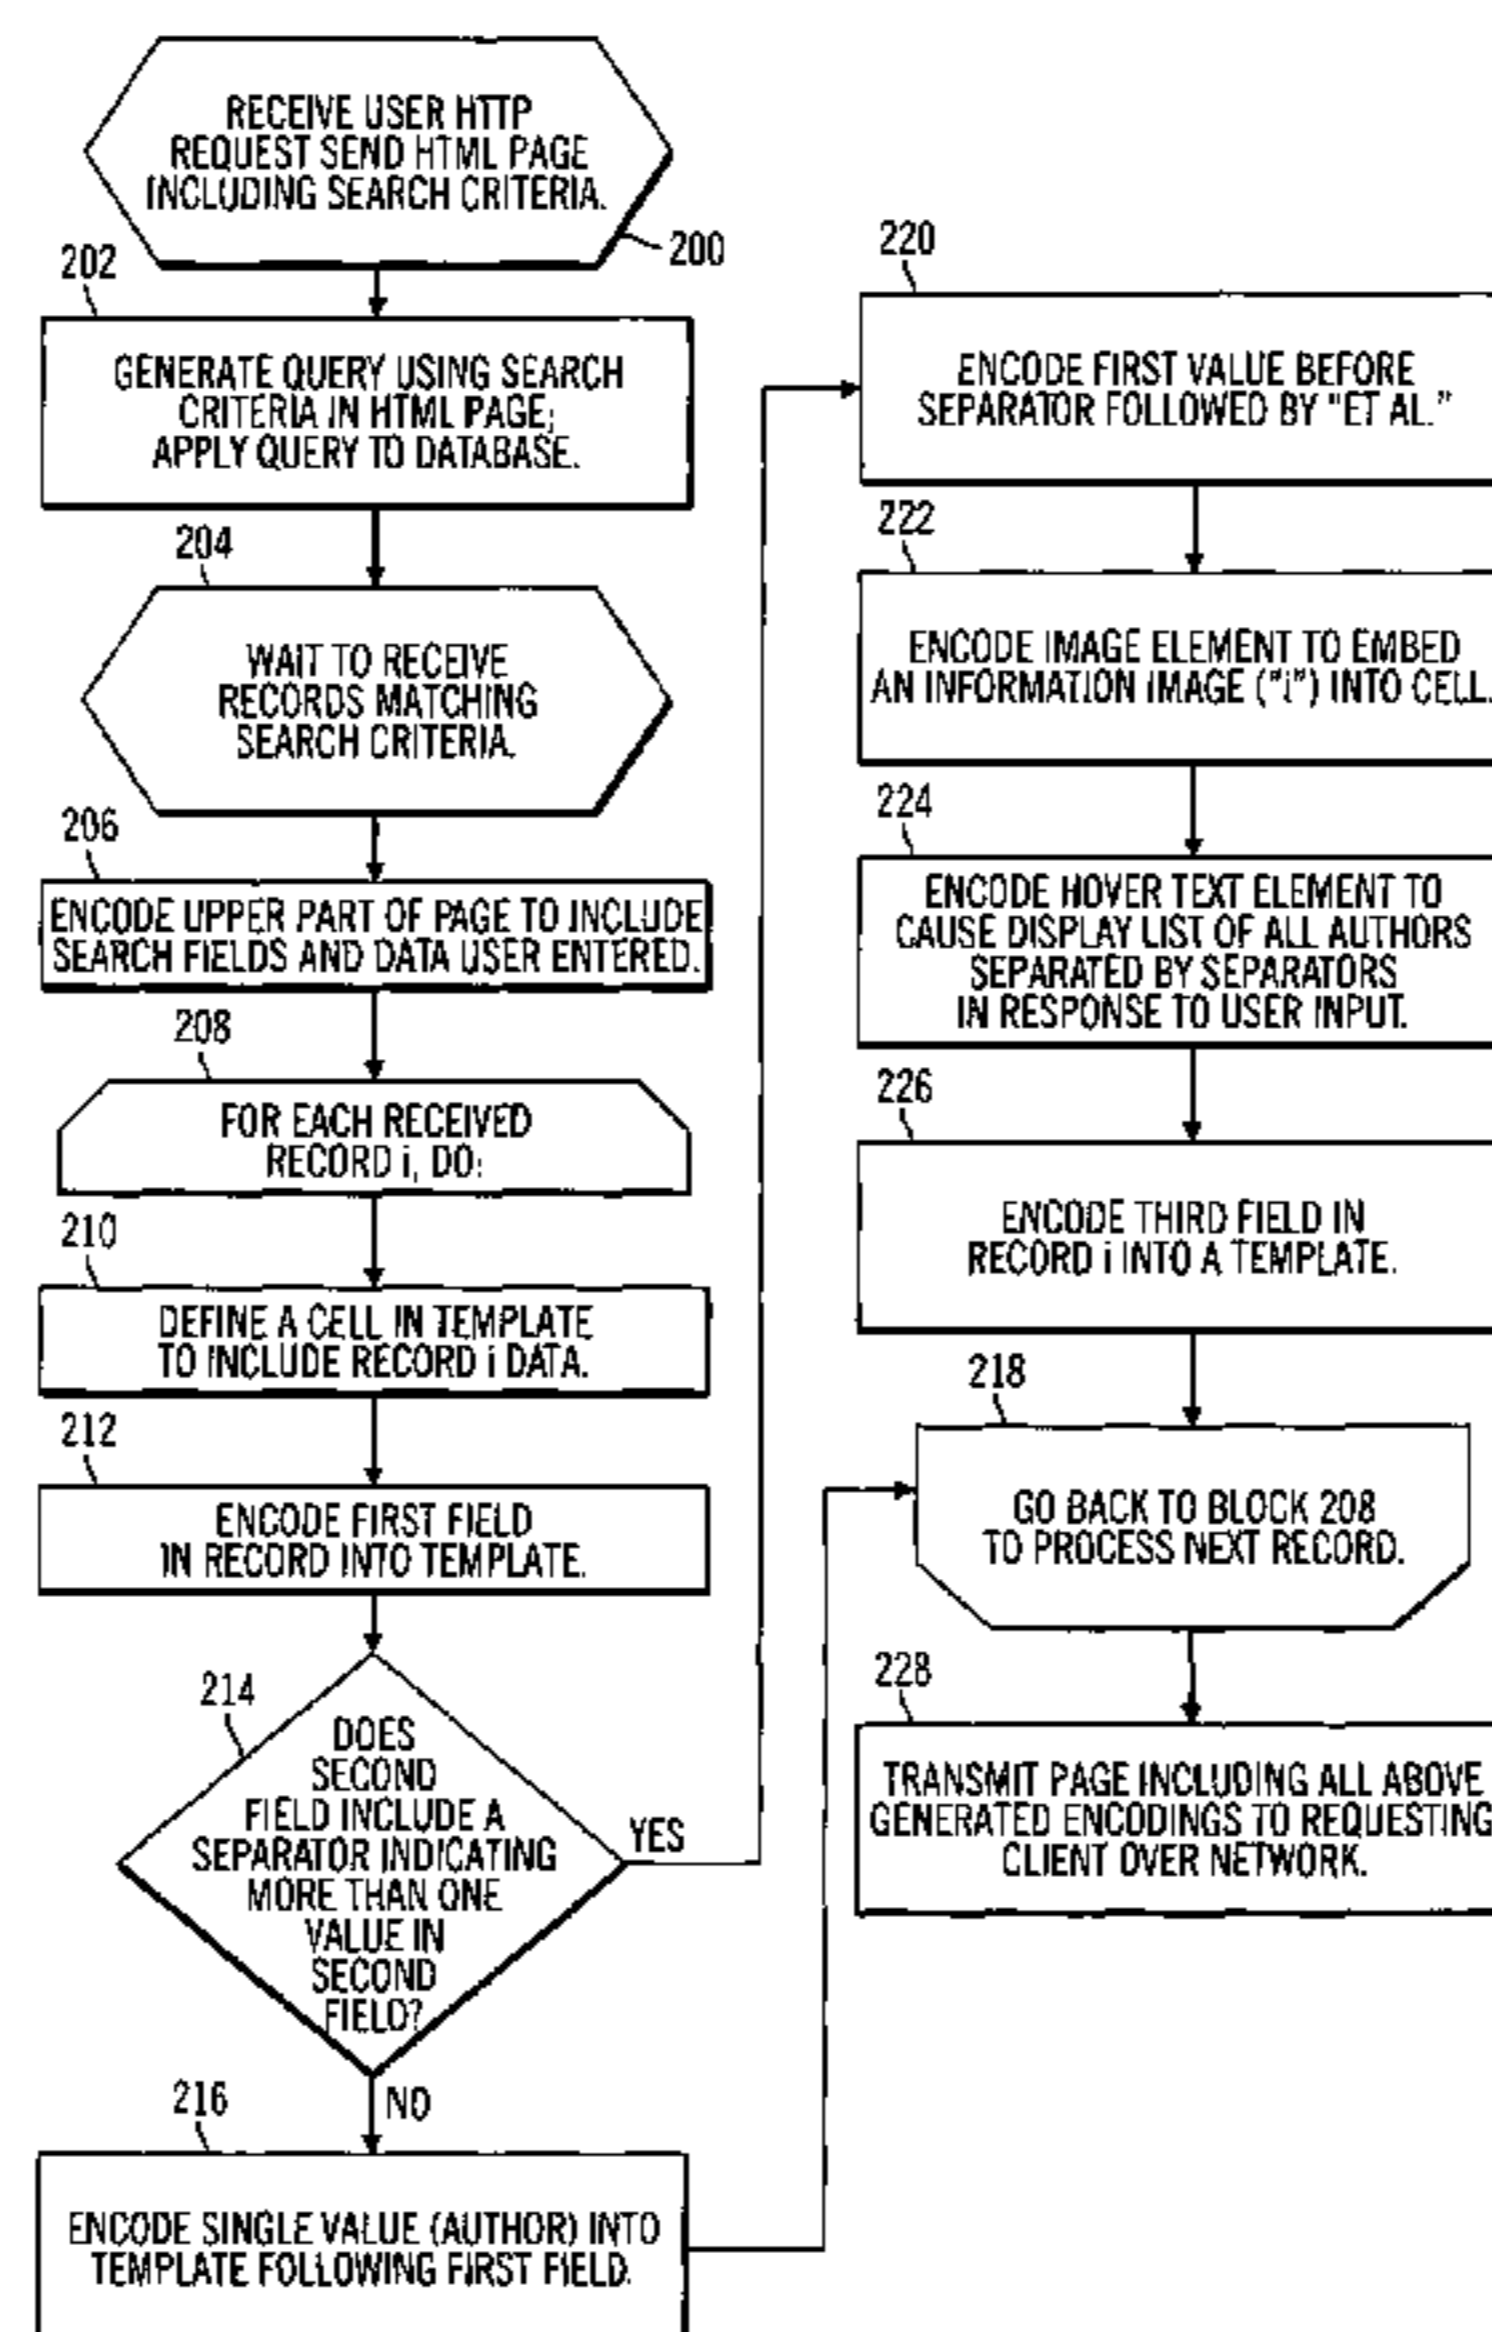 RECEIVE USER HTTP
REQUEST SEND HTML PAGE
INCLUDING SEARCH CRITERIA.
200
202
GENERATE QUERY USING SEARCH
CRITERIA IN HTML PAGE;
APPLY QUERY TO DATABASE.
204
WAIT TO RECEIVE
RECORDS MATCHING
SEARCH CRITERIA.
206
ENCODE UPPER PART OF PAGE TO INCLUDE
SEARCH FIELDS AND DATA USER ENTERED.
208
FOR EACH RECEIVED
RECORD i, DO:
210
DEFINE A CELL IN TEMPLATE
TO INCLUDE RECORD i DATA.
212
ENCODE FIRST FIELD
IN RECORD INTO TEMPLATE.
214
DOES
SECOND
FIELD INCLUDE A
SEPARATOR INDICATING
MORE THAN ONE
VALUE IN
SECOND
FIELD?
YES
NO
216
ENCODE SINGLE VALUE (AUTHOR) INTO
TEMPLATE FOLLOWING FIRST FIELD.
220
ENCODE FIRST VALUE BEFORE
SEPARATOR FOLLOWED BY "ET AL."
222
ENCODE IMAGE ELEMENT TO EMBED
AN INFORMATION IMAGE ("i") INTO CELL.
224
ENCODE HOVER TEXT ELEMENT TO
CAUSE DISPLAY LIST OF ALL AUTHORS
SEPARATED BY SEPARATORS
IN RESPONSE TO USER INPUT.
226
ENCODE THIRD FIELD IN
RECORD i INTO A TEMPLATE.
218
GO BACK TO BLOCK 208
TO PROCESS NEXT RECORD.
228
TRANSMIT PAGE INCLUDING ALL ABOVE
GENERATED ENCODINGS TO REQUESTING
CLIENT OVER NETWORK.